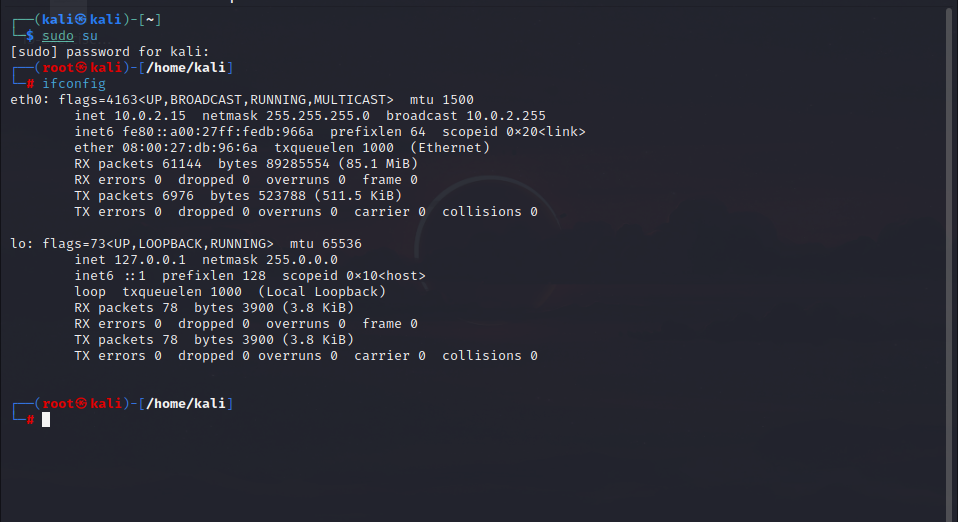 ┌──(kali㉿kali)-[~]
└─$ sudo su
[sudo] password for kali:
┌──(root㉿kali)-[/home/kali]
└─# ifconfig
eth0: flags=4163<UP,BROADCAST,RUNNING,MULTICAST>  mtu 1500
        inet 10.0.2.15  netmask 255.255.255.0  broadcast 10.0.2.255
        inet6 fe80::a00:27ff:fedb:966a  prefixlen 64  scopeid 0×20<link>
        ether 08:00:27:db:96:6a  txqueuelen 1000  (Ethernet)
        RX packets 61144  bytes 89285554 (85.1 MiB)
        RX errors 0  dropped 0  overruns 0  frame 0
        TX packets 6976  bytes 523788 (511.5 KiB)
        TX errors 0  dropped 0 overruns 0  carrier 0  collisions 0

lo: flags=73<UP,LOOPBACK,RUNNING>  mtu 65536
        inet 127.0.0.1  netmask 255.0.0.0
        inet6 ::1  prefixlen 128  scopeid 0×10<host>
        loop  txqueuelen 1000  (Local Loopback)
        RX packets 78  bytes 3900 (3.8 KiB)
        RX errors 0  dropped 0  overruns 0  frame 0
        TX packets 78  bytes 3900 (3.8 KiB)
        TX errors 0  dropped 0 overruns 0  carrier 0  collisions 0

┌──(root㉿kali)-[/home/kali]
└─#